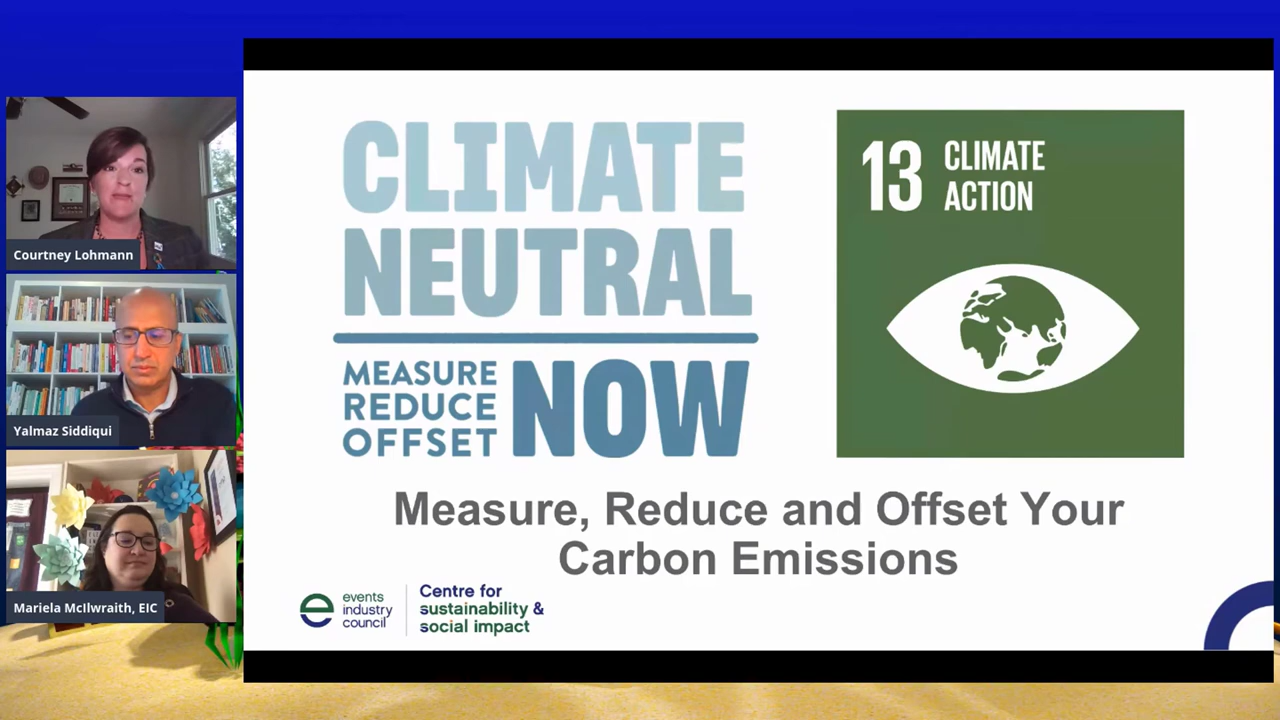 Courtney Lohmann
Yalmaz Siddiqui
Mariela McIlwraith, EIC
CLIMATE
NEUTRAL
MEASURE
REDUCE
OFFSET
NOW
13 CLIMATE
ACTION
Measure, Reduce and Offset Your
Carbon Emissions
events
industry
council
Centre for
sustainability &
social impact